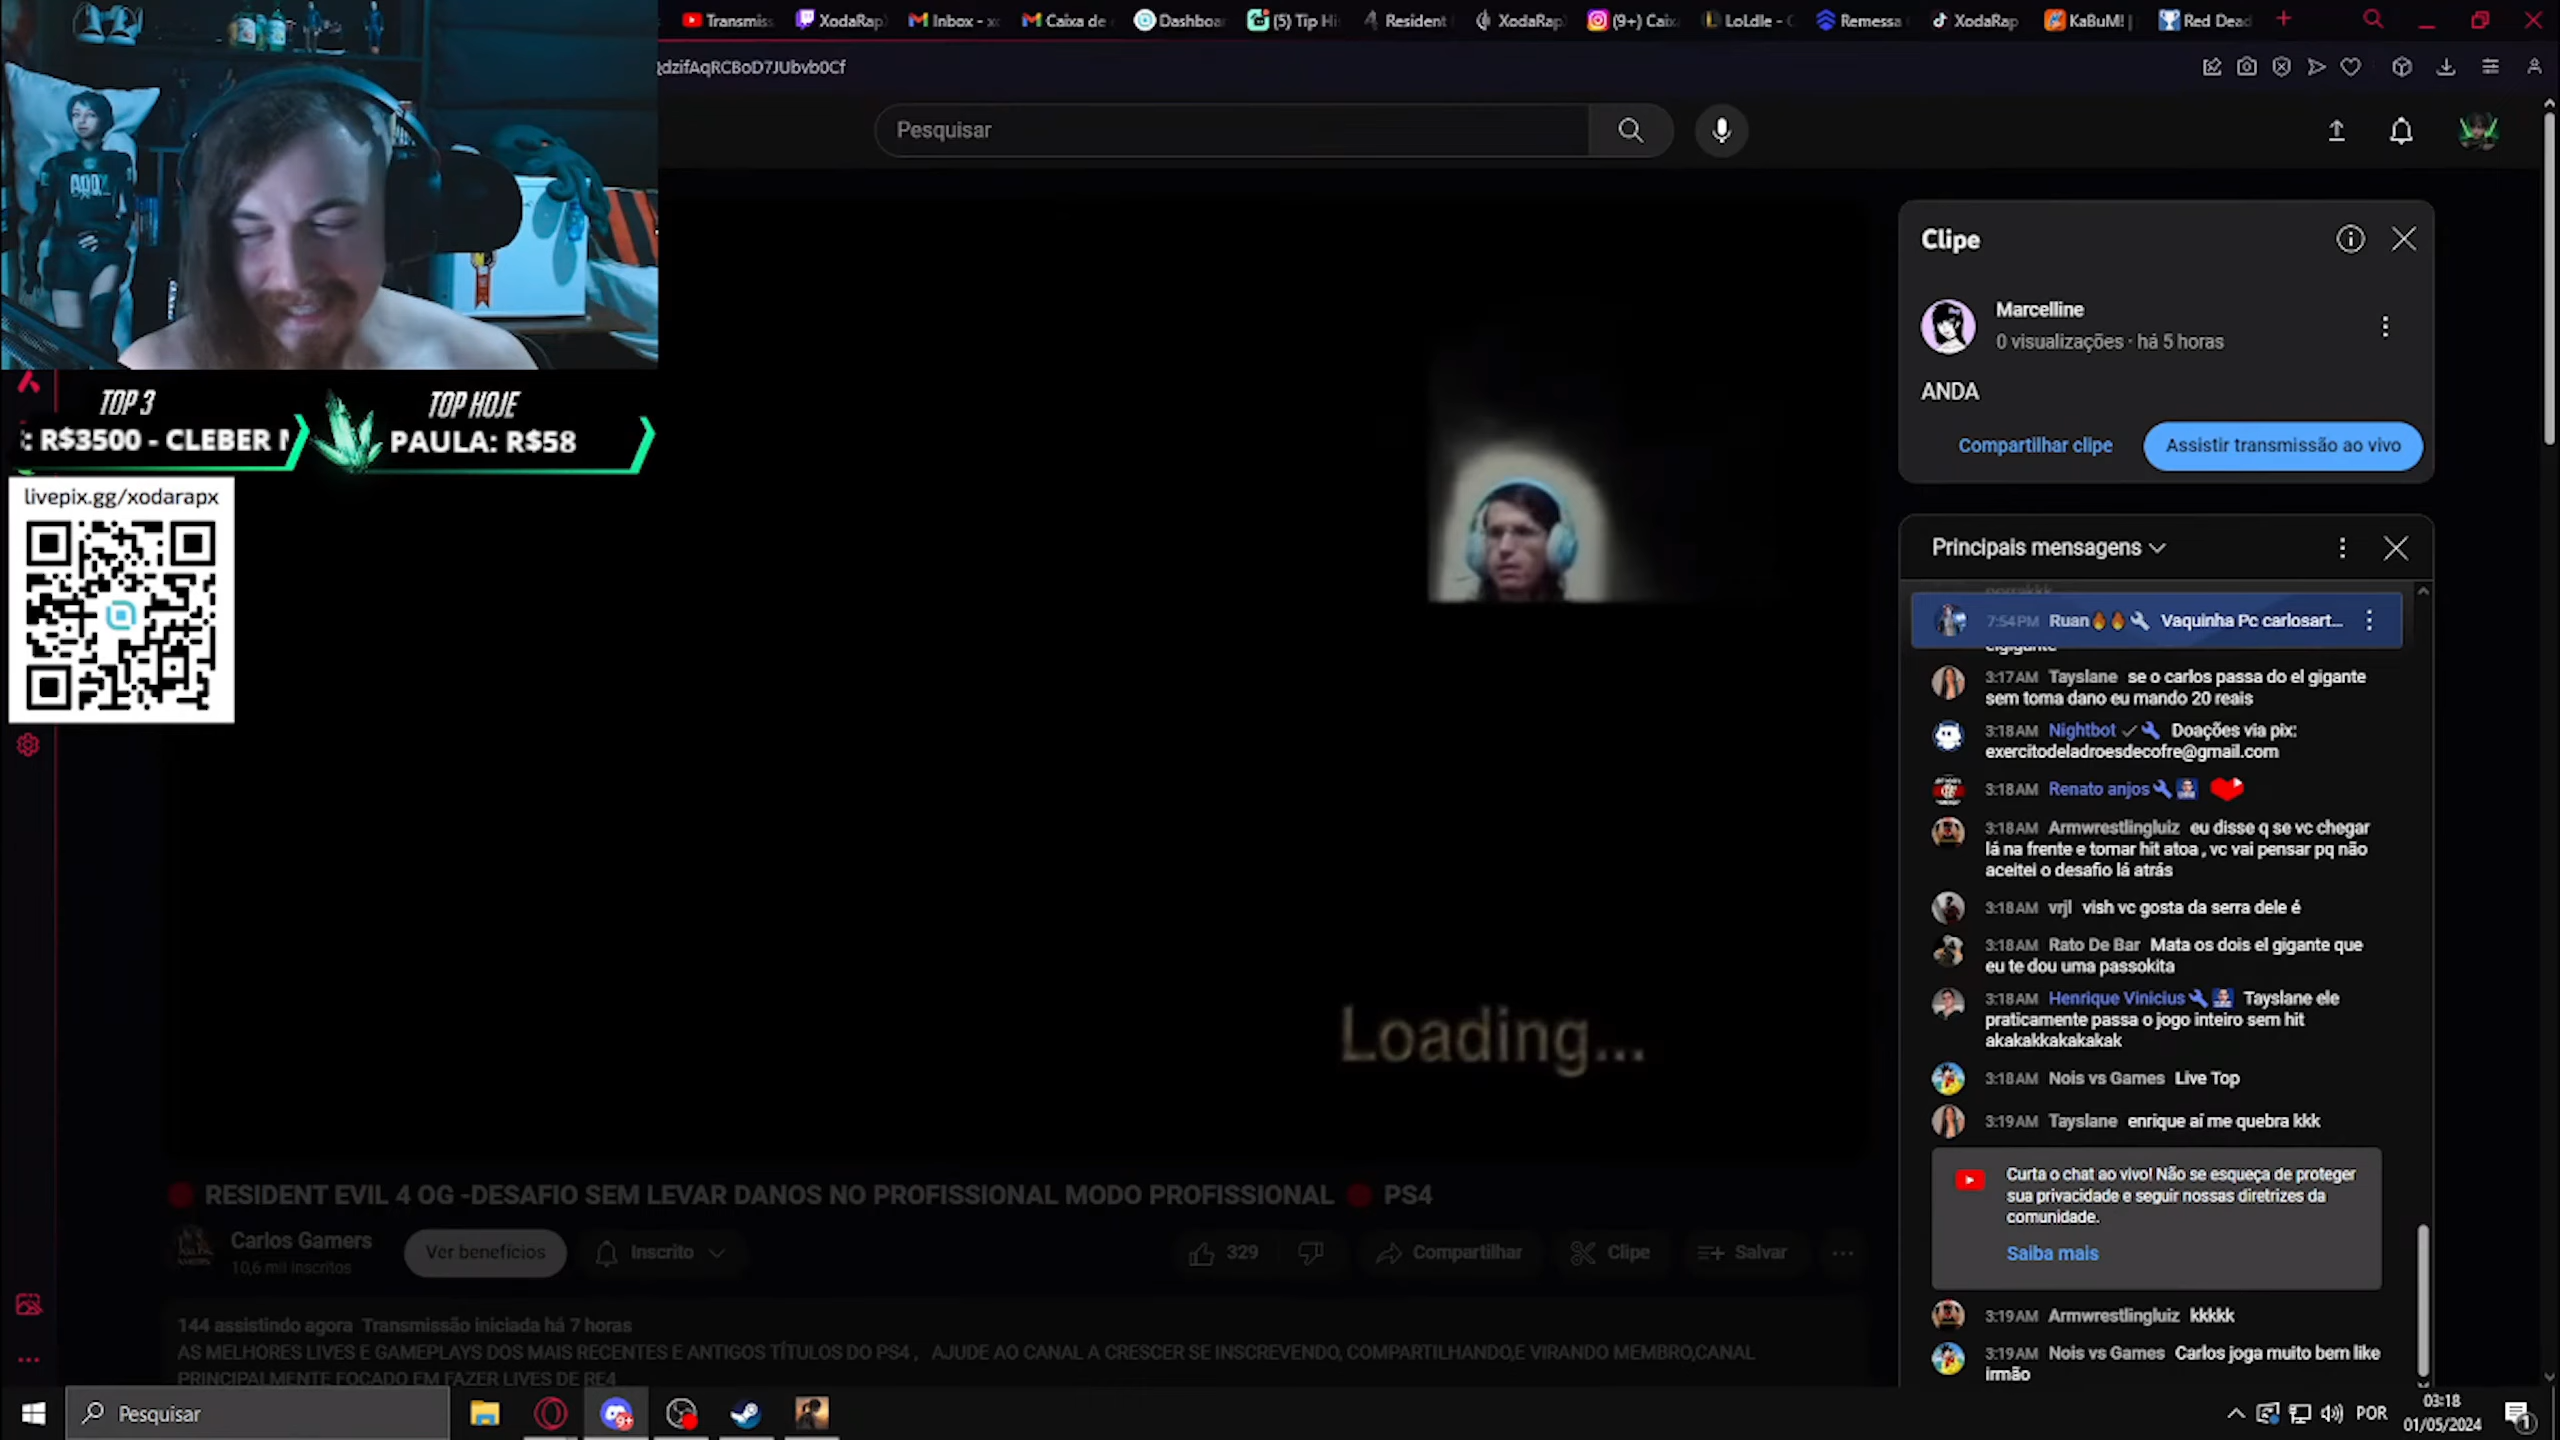 Transmiss
XodaRap
Inbox - xo
Caixa de
Dashboa
(5) Tip Hi
Resident
XodaRap
(9+) Caix
LoLdle - C
Remessa
XodaRap
KaBuM! |
Red Dead
dzifAqRCBoD7JUbvb0Cf
Pesquisar
TOP 3
: R$3500 - CLEBER
TOP HOJE
PAULA: R$58
livepix.gg/xodarapx
Loading...
Clipe
Marcelline
0 visualizações · há 5 horas
ANDA
Compartilhar clipe
Assistir transmissão ao vivo
Principais mensagens
7:54PM Ruan🔥🔥 Vaquinha Pc carlosart...
elgigante
3:17AM Tayslane se o carlos passa do el gigante
sem toma dano eu mando 20 reais
3:18AM Nightbot Doações via pix:
exercitodeladroesdecofre@gmail.com
3:18AM Renato anjos
3:18AM Armwrestlingluiz eu disse q se vc chegar
lá na frente e tomar hit atoa , vc vai pensar pq não
aceitei o desafio lá atrás
3:18AM vrjl vish vc gosta da serra dele é
3:18AM Rato De Bar Mata os dois el gigante que
eu te dou uma passokita
3:18AM Henrique Vinicius Tayslane ele
praticamente passa o jogo inteiro sem hit
akakakkakakakak
3:18AM Nois vs Games Live Top
3:19AM Tayslane enrique aí me quebra kkk
Curta o chat ao vivo! Não se esqueça de proteger
sua privacidade e seguir nossas diretrizes da
comunidade.
Saiba mais
3:19AM Armwrestlingluiz kkkkk
3:19AM Nois vs Games Carlos joga muito bem like
irmão
RESIDENT EVIL 4 OG -DESAFIO SEM LEVAR DANOS NO PROFISSIONAL MODO PROFISSIONAL 🔴 PS4
Carlos Gamers
10,6 mil inscritos
Ver benefícios
Inscrito
329
Compartilhar
Clipe
Salvar
144 assistindo agora Transmissão iniciada há 7 horas
AS MELHORES LIVES E GAMEPLAYS DOS MAIS RECENTES E ANTIGOS TÍTULOS DO PS4 , AJUDE AO CANAL A CRESCER SE INSCREVENDO, COMPARTILHANDO,E VIRANDO MEMBRO,CANAL
PRINCIPALMENTE FOCADO EM FAZER LIVES DE RE4
Pesquisar
9+
POR
03:18
01/05/2024
1